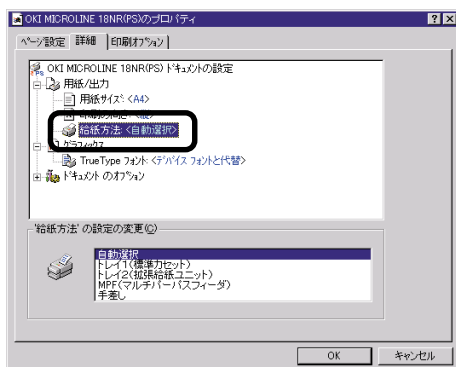 OKI MICROLINE 18NR(PS)のプロパティ
ページ設定 詳細 印刷オプション
OKI MICROLINE 18NR(PS) ドキュメントの設定
用紙/出力
用紙サイズ: <A4>
印刷の向き: <縦>
給紙方法: <自動選択>
グラフィックス
TrueType フォント: <デバイス フォントと代替>
ドキュメント のオプション
'給紙方法' の設定の変更(C)
自動選択
トレイ1(標準カセット)
トレイ2(拡張給紙ユニット)
MPF(マルチパーパスフィーダ)
手差し
OK キャンセル